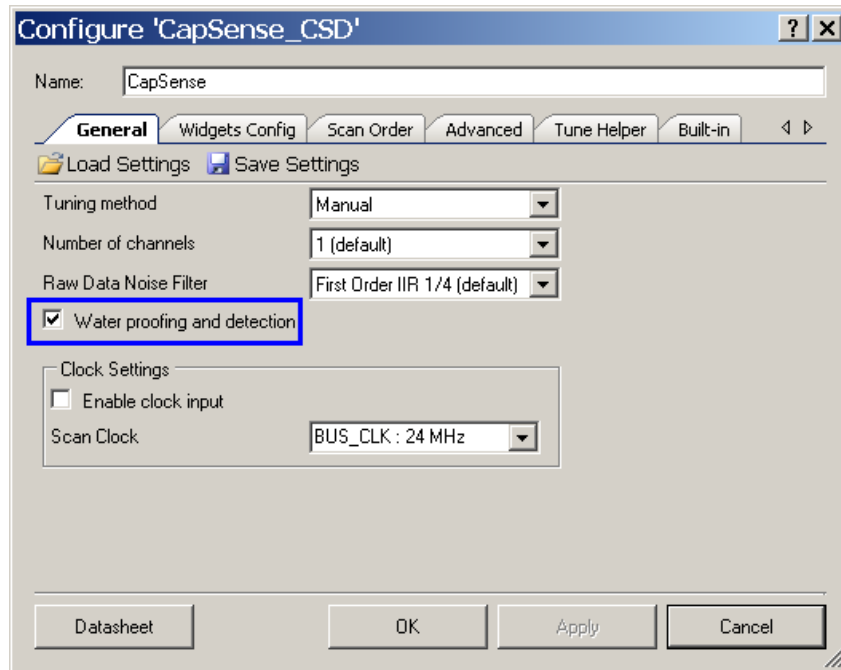 Configure 'CapSense_CSD'
Name: CapSense
General Widgets Config Scan Order Advanced Tune Helper Built-in
Load Settings Save Settings
Tuning method Manual
Number of channels 1 (default)
Raw Data Noise Filter First Order IIR 1/4 (default)
Water proofing and detection
Clock Settings
Enable clock input
Scan Clock BUS_CLK : 24 MHz
Datasheet OK Apply Cancel